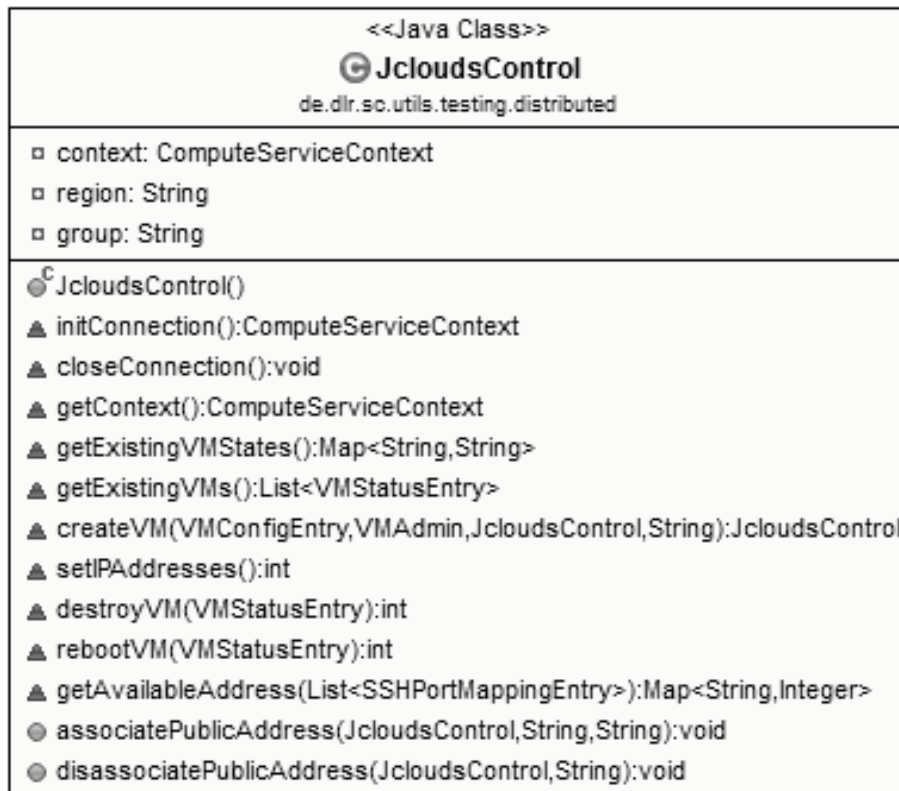 <<Java Class>>
JcloudsControl
de.dlr.sc.utils.testing.distributed
context: ComputeServiceContext
region: String
group: String
JcloudsControl()
initConnection():ComputeServiceContext
closeConnection():void
getContext():ComputeServiceContext
getExistingVMStates():Map<String,String>
getExistingVMs():List<VMStatusEntry>
createVM(VMConfigEntry,VMAdmin,JcloudsControl,String):JcloudsControl
setIPAddresses():int
destroyVM(VMStatusEntry):int
rebootVM(VMStatusEntry):int
getAvailableAddress(List<SSHPortMappingEntry>):Map<String,Integer>
associatePublicAddress(JcloudsControl,String,String):void
disassociatePublicAddress(JcloudsControl,String):void